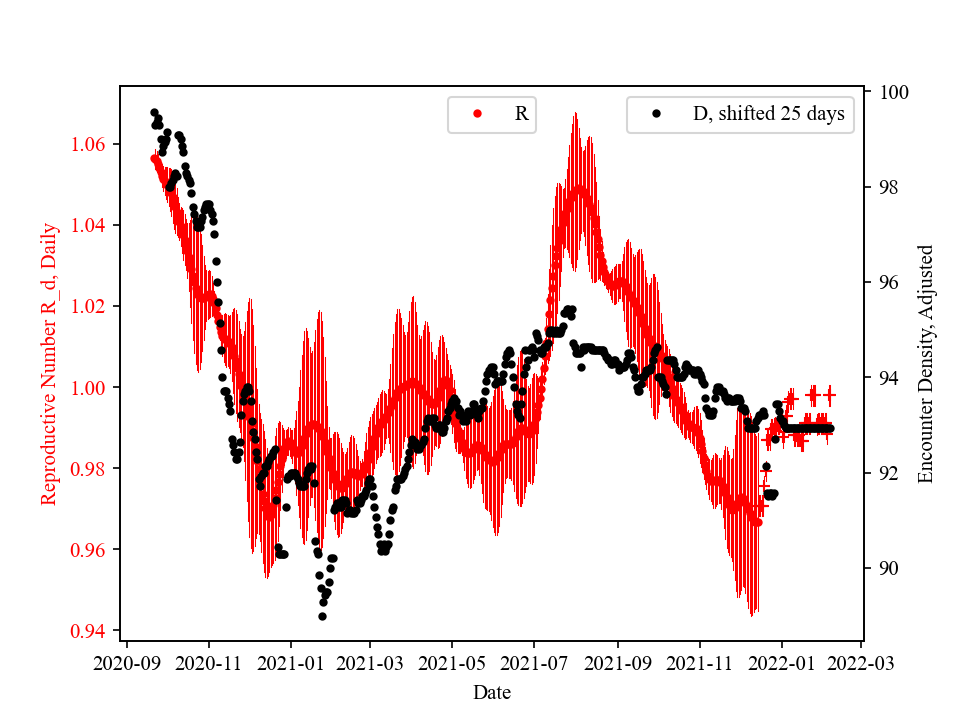 R
D, shifted 25 days
1.06
1.04
1.02
1.00
0.98
0.96
0.94
Reproductive Number R_d, Daily
100
98
96
94
92
90
Encounter Density, Adjusted
2020-09 2020-11 2021-01 2021-03 2021-05 2021-07 2021-09 2021-11 2022-01 2022-03
Date